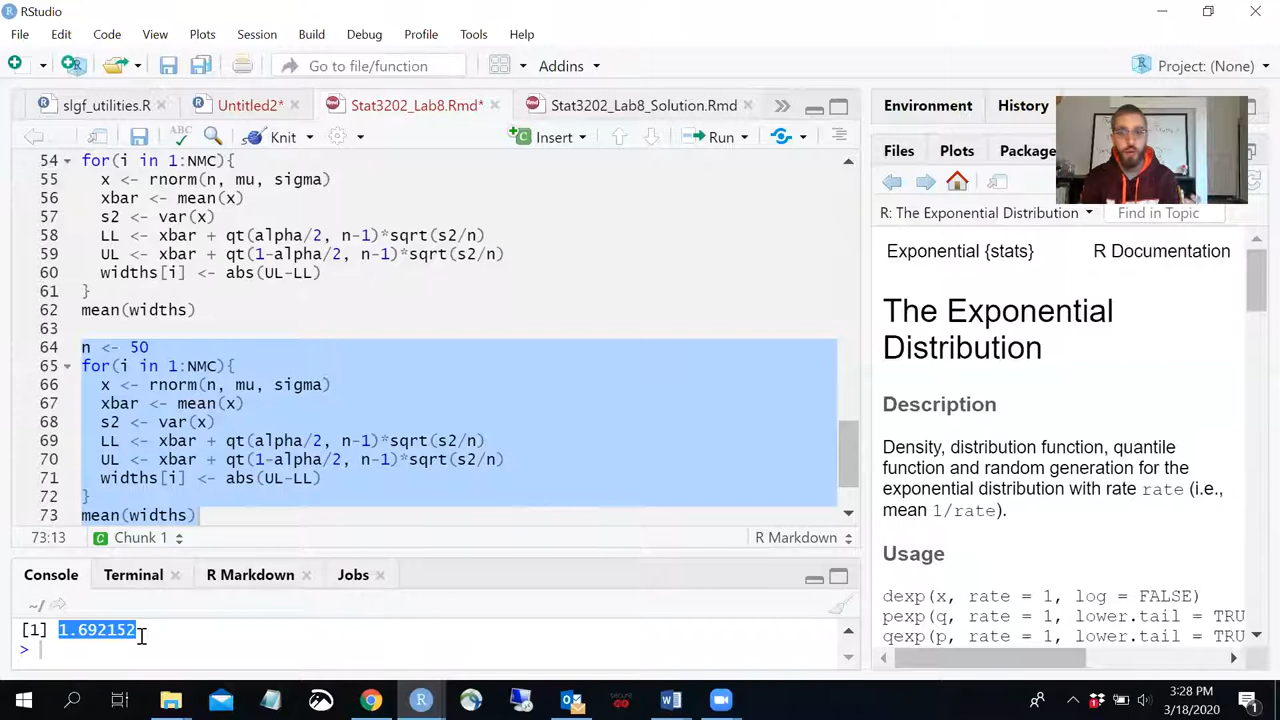 RStudio
File Edit Code View Plots Session Build Debug Profile Tools Help
Go to file/function Addins Project: (None)
slgf_utilities.R Untitled2* Stat3202_Lab8.Rmd* Stat3202_Lab8_Solution.Rmd
ABC Knit Insert Run
54 for(i in 1:NMC){
55 x <- rnorm(n, mu, sigma)
56 xbar <- mean(x)
57 s2 <- var(x)
58 LL <- xbar + qt(alpha/2, n-1)*sqrt(s2/n)
59 UL <- xbar + qt(1-alpha/2, n-1)*sqrt(s2/n)
60 widths[i] <- abs(UL-LL)
61 }
62 mean(widths)
63
64 n <- 50
65 for(i in 1:NMC){
66 x <- rnorm(n, mu, sigma)
67 xbar <- mean(x)
68 s2 <- var(x)
69 LL <- xbar + qt(alpha/2, n-1)*sqrt(s2/n)
70 UL <- xbar + qt(1-alpha/2, n-1)*sqrt(s2/n)
71 widths[i] <- abs(UL-LL)
72 }
73 mean(widths)
73:13 Chunk 1 R Markdown
Console Terminal R Markdown Jobs
~/
[1] 1.692152
>
Environment History
Files Plots Package
R: The Exponential Distribution Find in Topic
Exponential {stats} R Documentation
The Exponential
Distribution
Description
Density, distribution function, quantile
function and random generation for the
exponential distribution with rate rate (i.e.,
mean 1/rate).
Usage
dexp(x, rate = 1, log = FALSE)
pexp(q, rate = 1, lower.tail = TRU
qexp(p, rate = 1, lower.tail = TRU
3:28 PM
3/18/2020